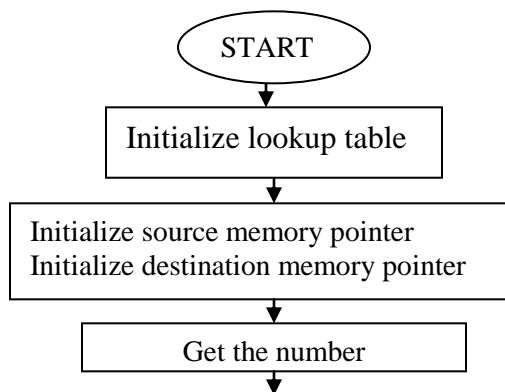 START
Initialize lookup table
Initialize source memory pointer
Initialize destination memory pointer
Get the number